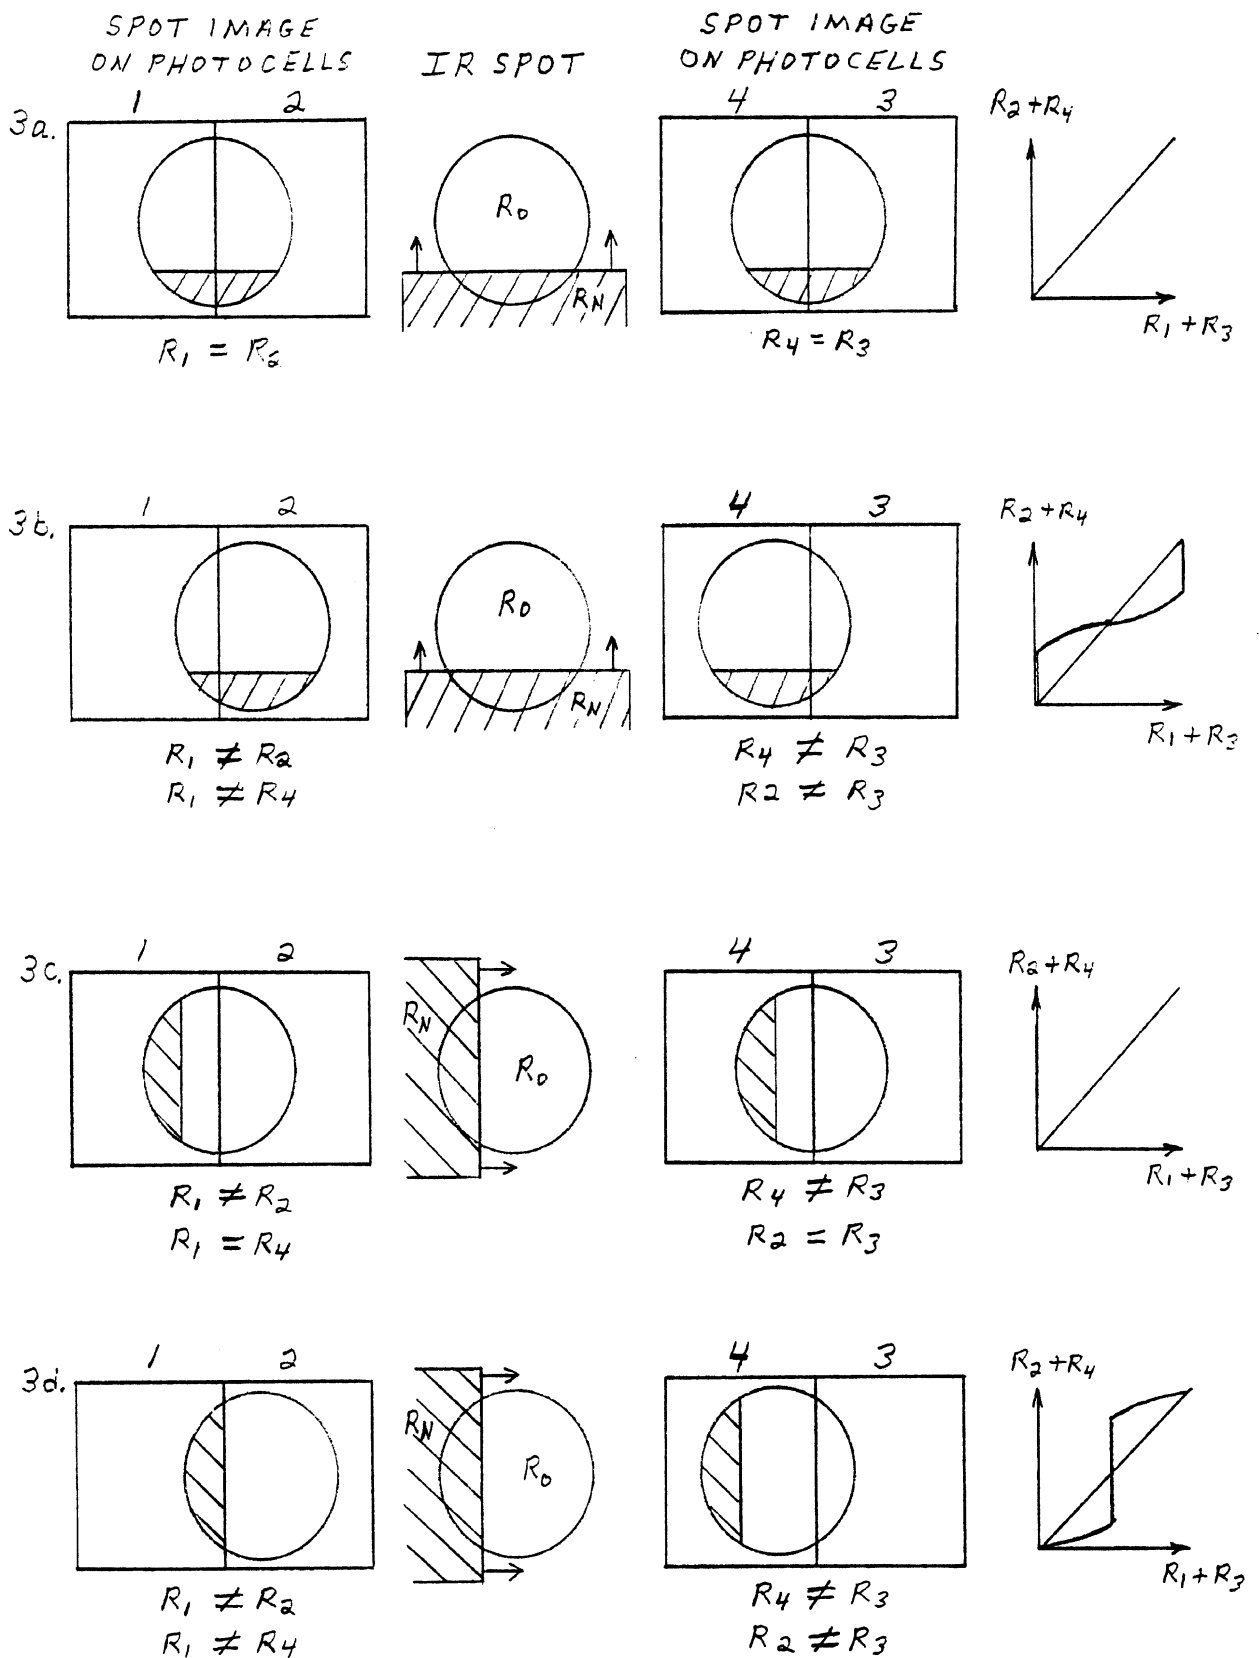 SPOT IMAGE
ON PHOTOCELLS
IR SPOT
SPOT IMAGE
ON PHOTOCELLS
3a.
1 2
R0
RN
4 3
R2+R4
R1+R3
R1 = R2
R4 = R3
3b.
1 2
R0
RN
4 3
R2+R4
R1+R3
R1 ≠ R2
R1 ≠ R4
R4 ≠ R3
R2 ≠ R3
3c.
1 2
RN
R0
4 3
R2+R4
R1+R3
R1 ≠ R2
R1 = R4
R4 ≠ R3
R2 = R3
3d.
1 2
RN
R0
4 3
R2+R4
R1+R3
R1 ≠ R2
R1 ≠ R4
R4 ≠ R3
R2 ≠ R3